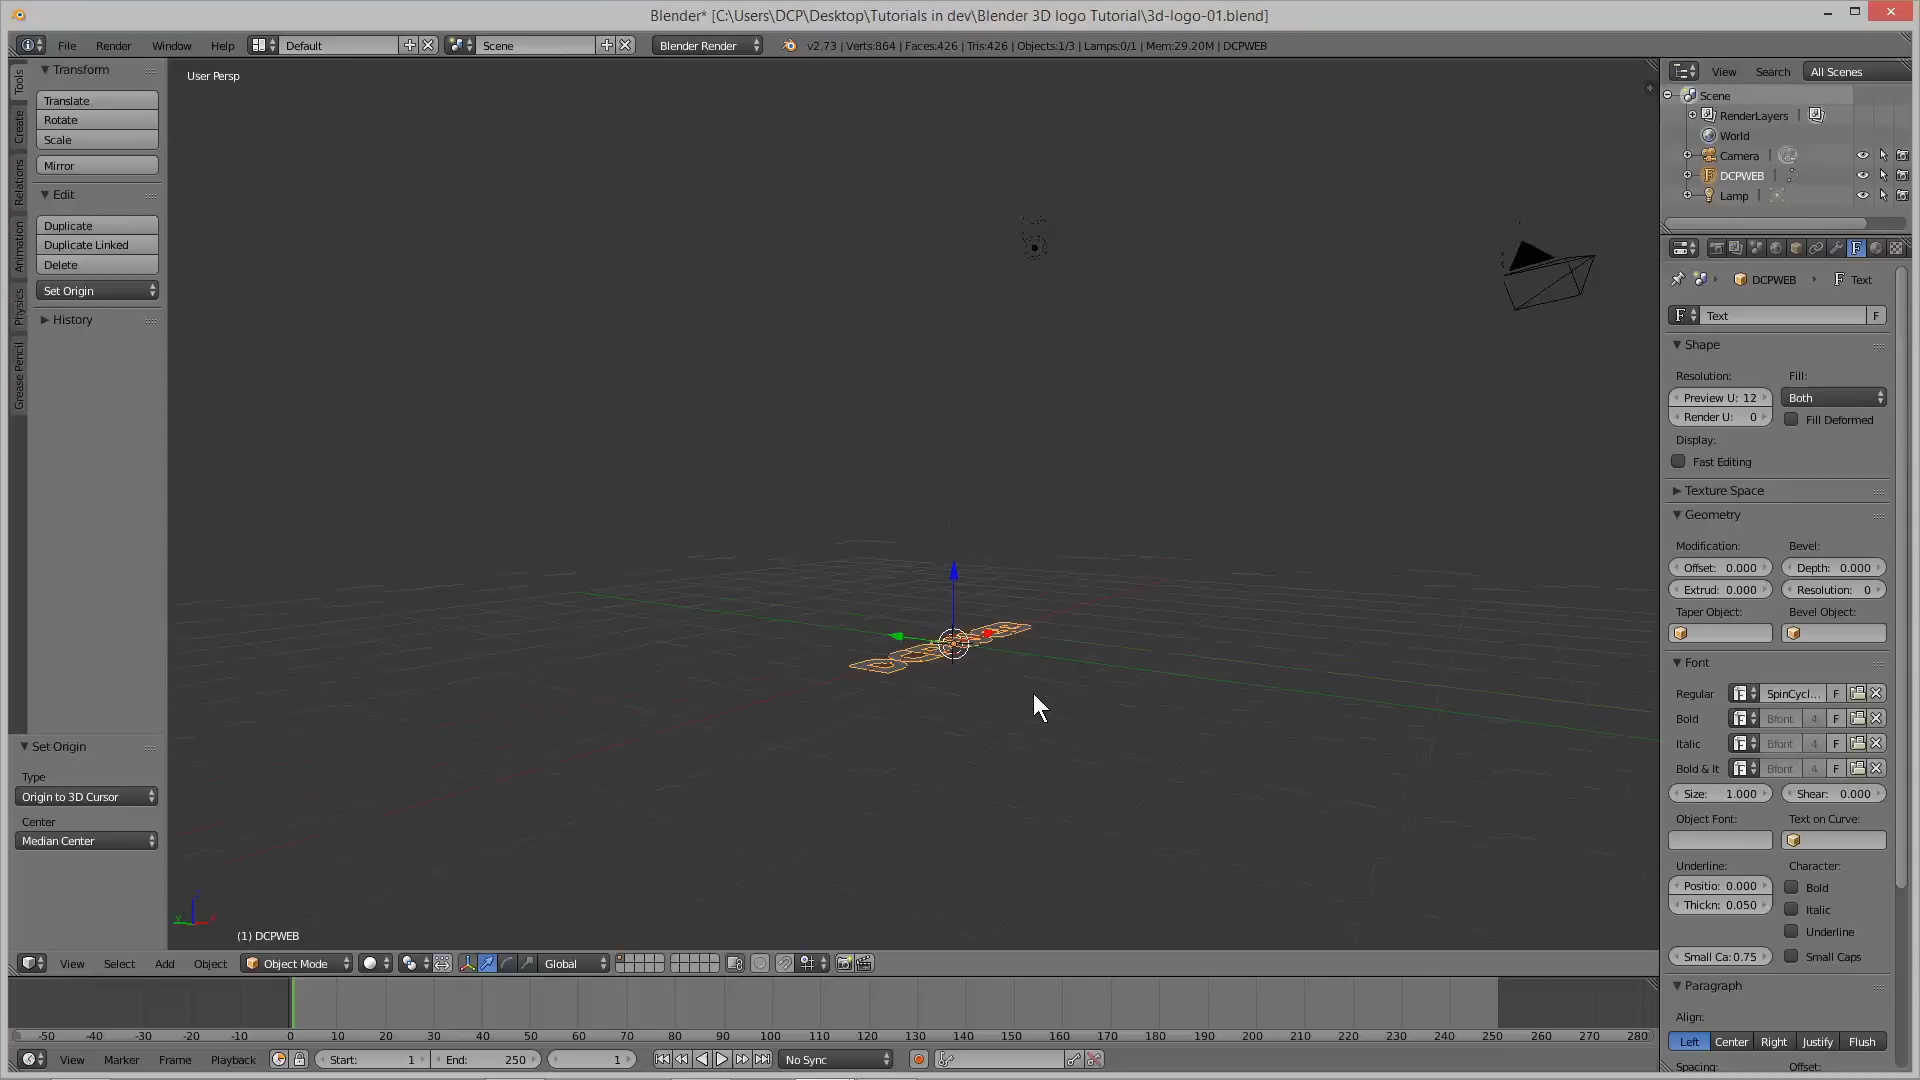 Blender* [C:\Users\DCP\Desktop\Tutorials in dev\Blender 3D logo Tutorial\3d-logo-01.blend]
File Render Window Help Default Scene Blender Render v2.73 | Verts:864 | Faces:426 | Tris:426 | Objects:1/3 | Lamps:0/1 | Mem:29.20M | DCPWEB
Tools
Create
Relations
Animation
Physics
Grease Pencil
Transform
Translate
Rotate
Scale
Mirror
Edit
Duplicate
Duplicate Linked
Delete
Set Origin
History
Set Origin
Type
Origin to 3D Cursor
Center
Median Center
User Persp
(1) DCPWEB
View Select Add Object Object Mode Global
-50 -40 -30 -20 -10 0 10 20 30 40 50 60 70 80 90 100 110 120 130 140 150 160 170 180 190 200 210 220 230 240 250 260 270 280
View Marker Frame Playback Start: 1 End: 250 1 No Sync
View Search All Scenes
Scene
RenderLayers
World
Camera
DCPWEB
Lamp
DCPWEB F Text
F Text F
Shape
Resolution: Fill:
Preview U: 12 Both
Render U: 0 Fill Deformed
Display:
Fast Editing
Texture Space
Geometry
Modification: Bevel:
Offset: 0.000 Depth: 0.000
Extrud: 0.000 Resolution: 0
Taper Object: Bevel Object:
Font
Regular F SpinCycl... F
Bold F Bfont 4 F
Italic F Bfont 4 F
Bold & It F Bfont 4 F
Size: 1.000 Shear: 0.000
Object Font: Text on Curve:
Underline: Character:
Positio: 0.000 Bold
Thickn: 0.050 Italic
Underline
Small Ca: 0.75 Small Caps
Paragraph
Align:
Left Center Right Justify Flush
Spacing: Offset: